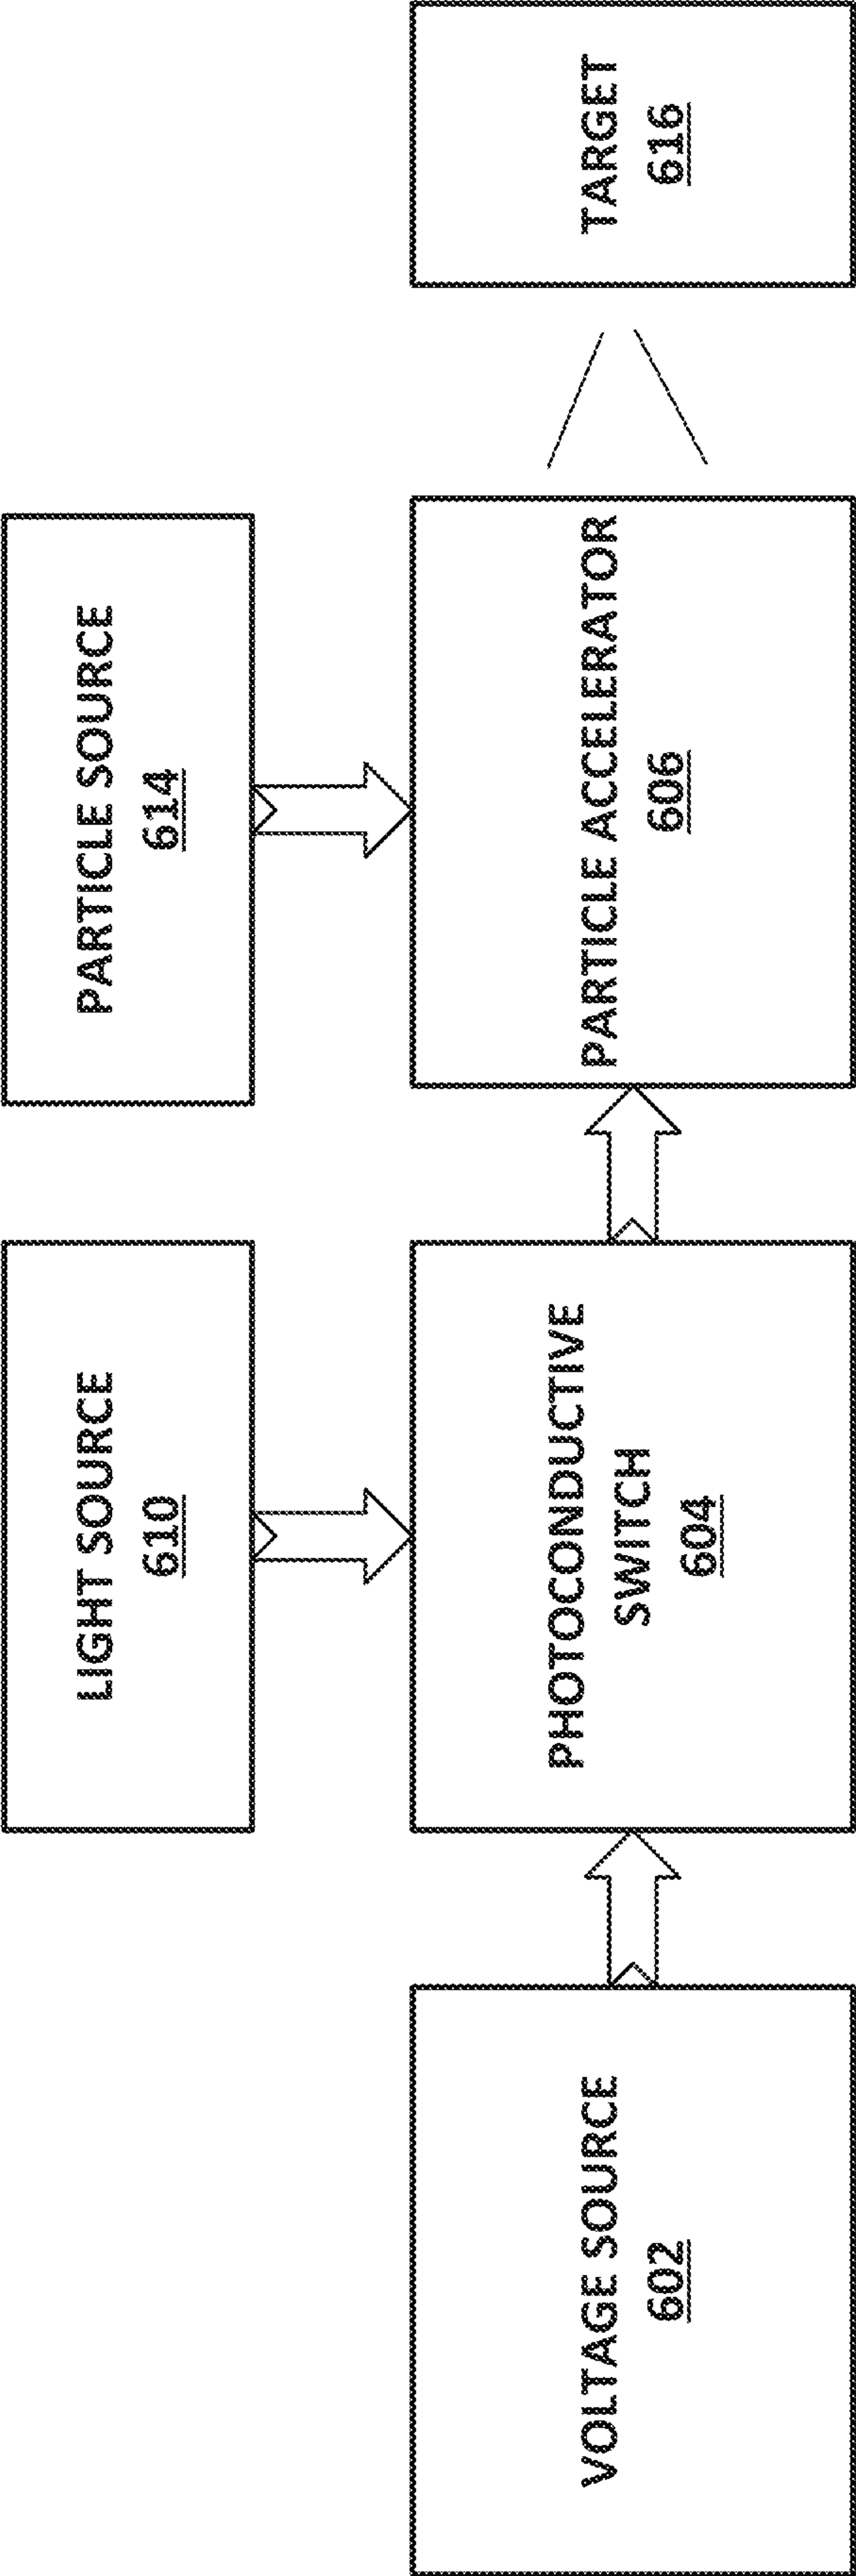 LIGHT SOURCE
610
PARTICLE SOURCE
614
VOLTAGE SOURCE
602
PHOTOCONDUCTIVE
SWITCH
604
PARTICLE ACCELERATOR
606
TARGET
616